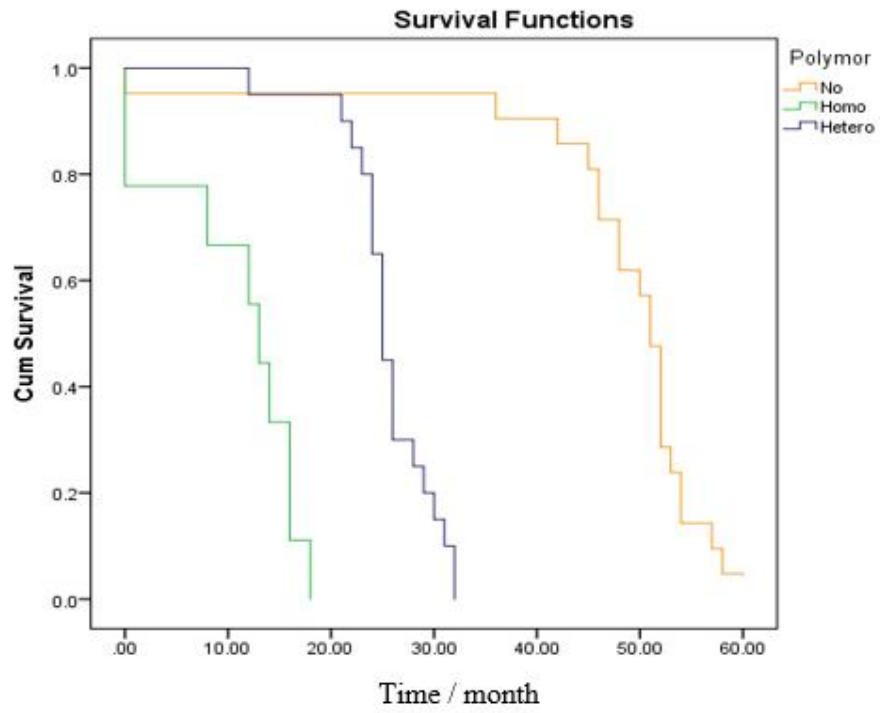 Survival Functions
Polymor
No
Homo
Hetero
Cum Survival
1.0
0.8
0.6
0.4
0.2
0.0
.00 10.00 20.00 30.00 40.00 50.00 60.00
Time / month